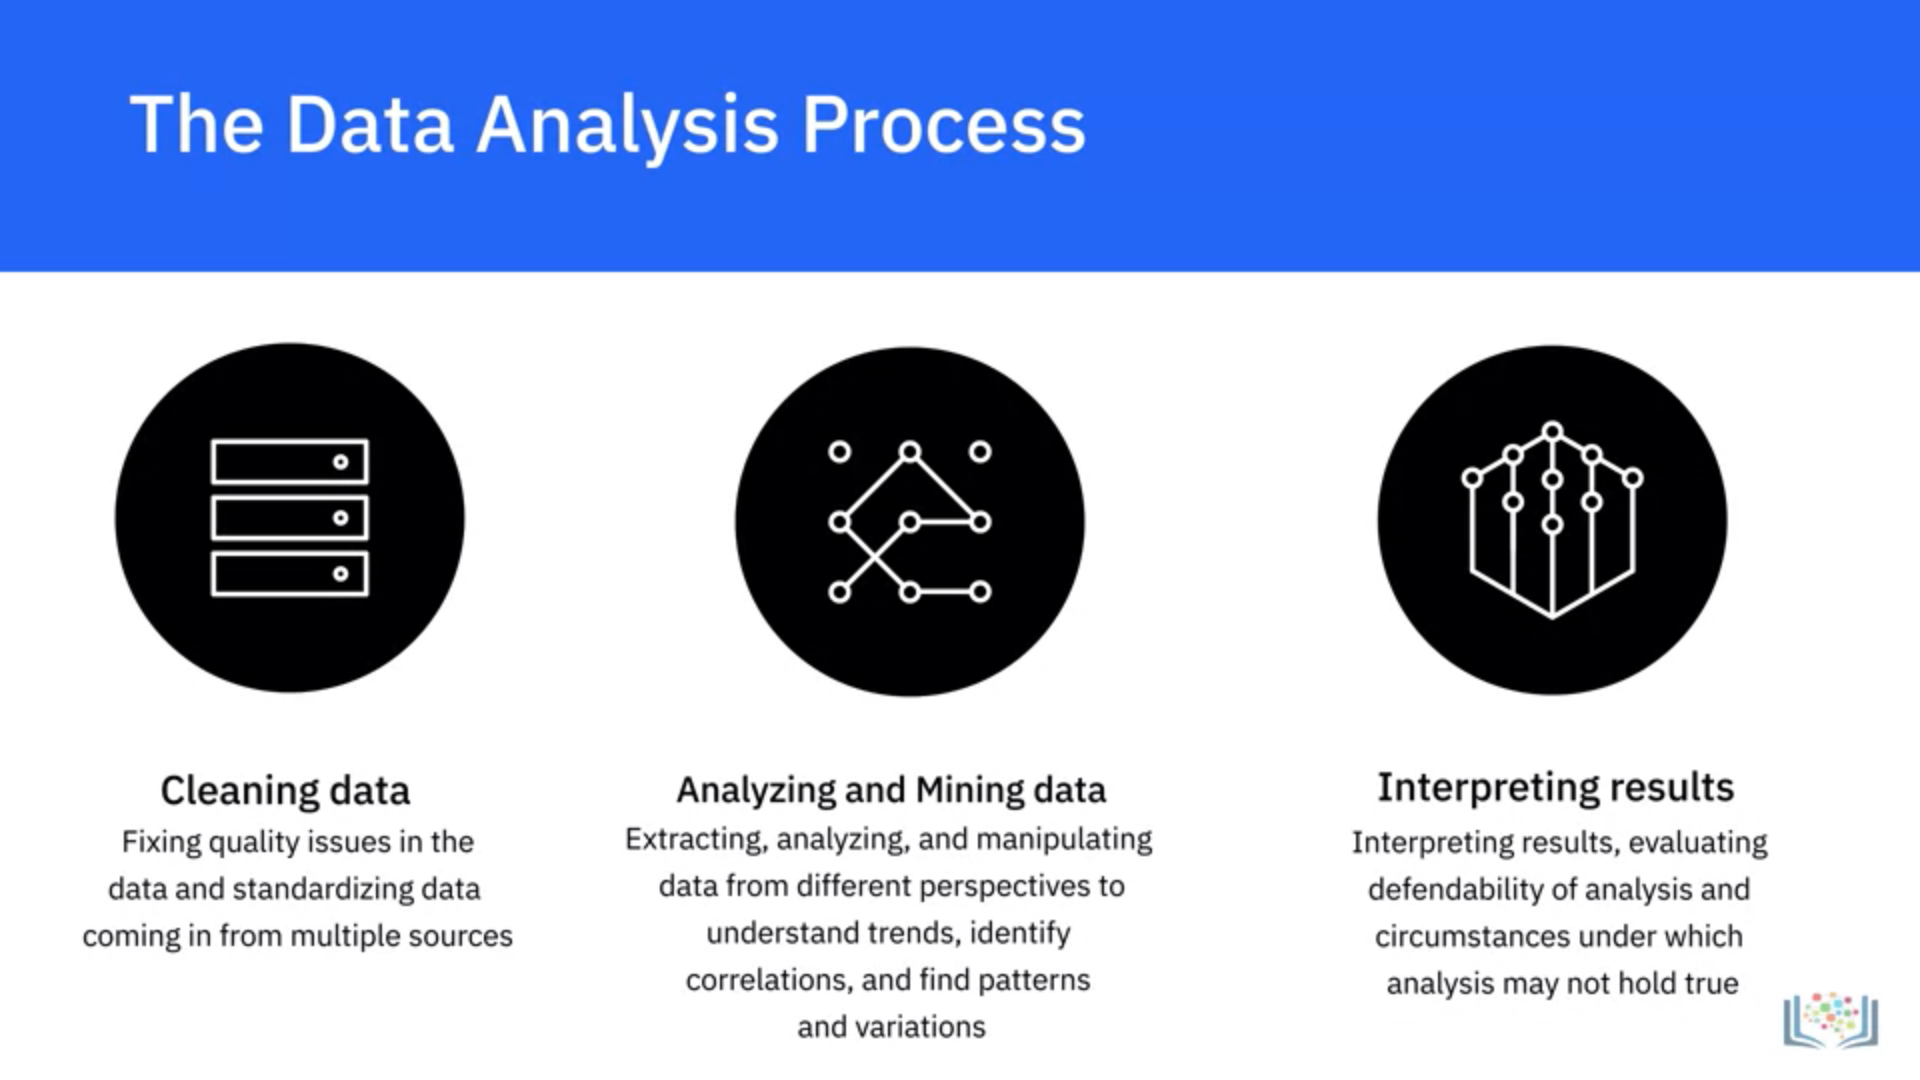 The Data Analysis Process
Cleaning data
Fixing quality issues in the
data and standardizing data
coming in from multiple sources
Analyzing and Mining data
Extracting, analyzing, and manipulating
data from different perspectives to
understand trends, identify
correlations, and find patterns
and variations
Interpreting results
Interpreting results, evaluating
defendability of analysis and
circumstances under which
analysis may not hold true